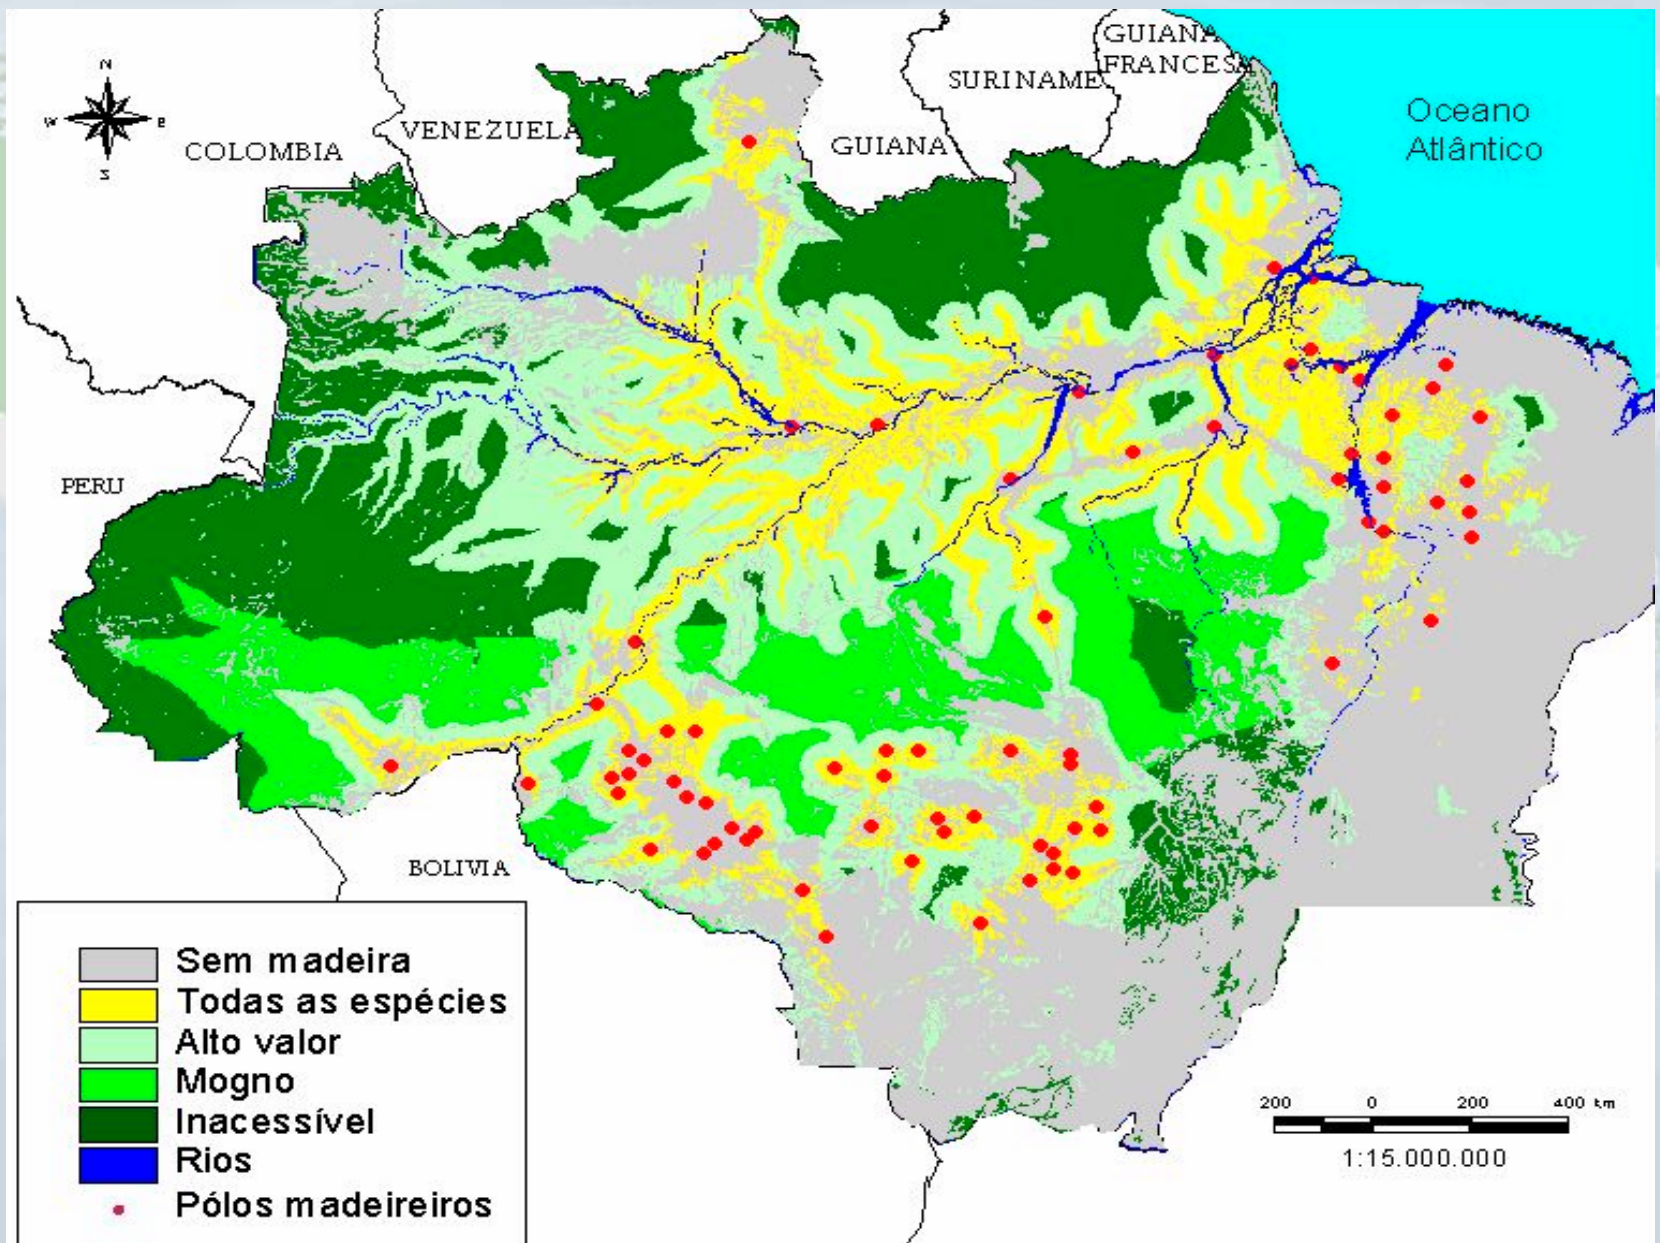 GUIANA
FRANCESA
SURINAME
Oceano
Atlântico
N
W
E
S
VENEZUELA
COLOMBIA
GUIANA
PERU
BOLIVIA
Sem madeira
Todas as espécies
Alto valor
Mogno
Inacessível
Rios
Pólos madeireiros
200 0 200 400 km
1:15.000.000